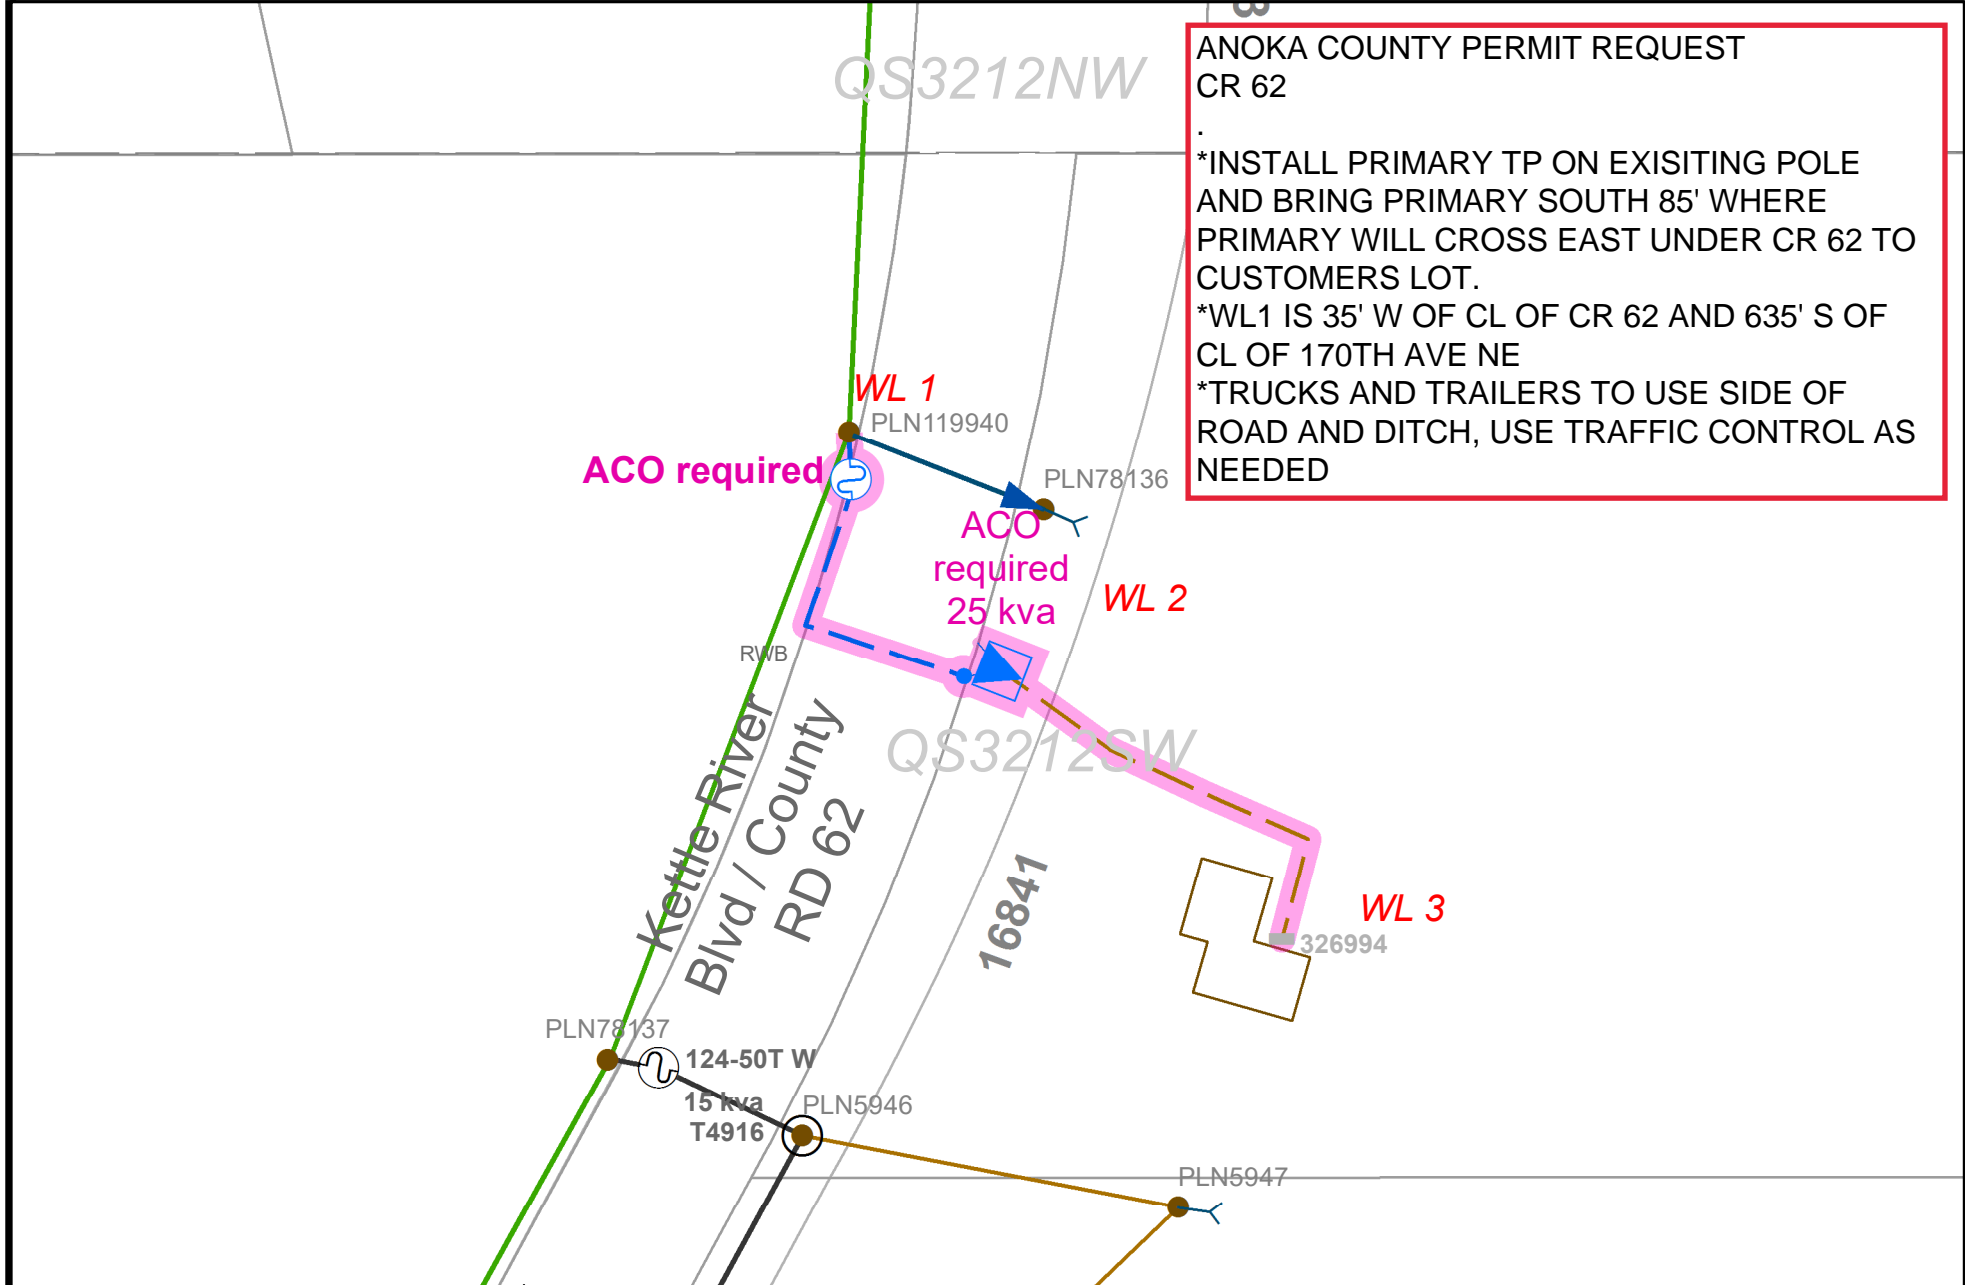 QS3212NW
ANOKA COUNTY PERMIT REQUEST
CR 62
.
*INSTALL PRIMARY TP ON EXISITING POLE
AND BRING PRIMARY SOUTH 85' WHERE
PRIMARY WILL CROSS EAST UNDER CR 62 TO
CUSTOMERS LOT.
*WL1 IS 35' W OF CL OF CR 62 AND 635' S OF
CL OF 170TH AVE NE
*TRUCKS AND TRAILERS TO USE SIDE OF
ROAD AND DITCH, USE TRAFFIC CONTROL AS
NEEDED
WL 1
PLN119940
ACO required
PLN78136
ACO
required
25 kva
WL 2
RWB
QS3212SW
Kettle River
Blvd / County
RD 62
16841
WL 3
326994
PLN78137
124-50T W
15 kva
T4916
PLN5946
PLN5947